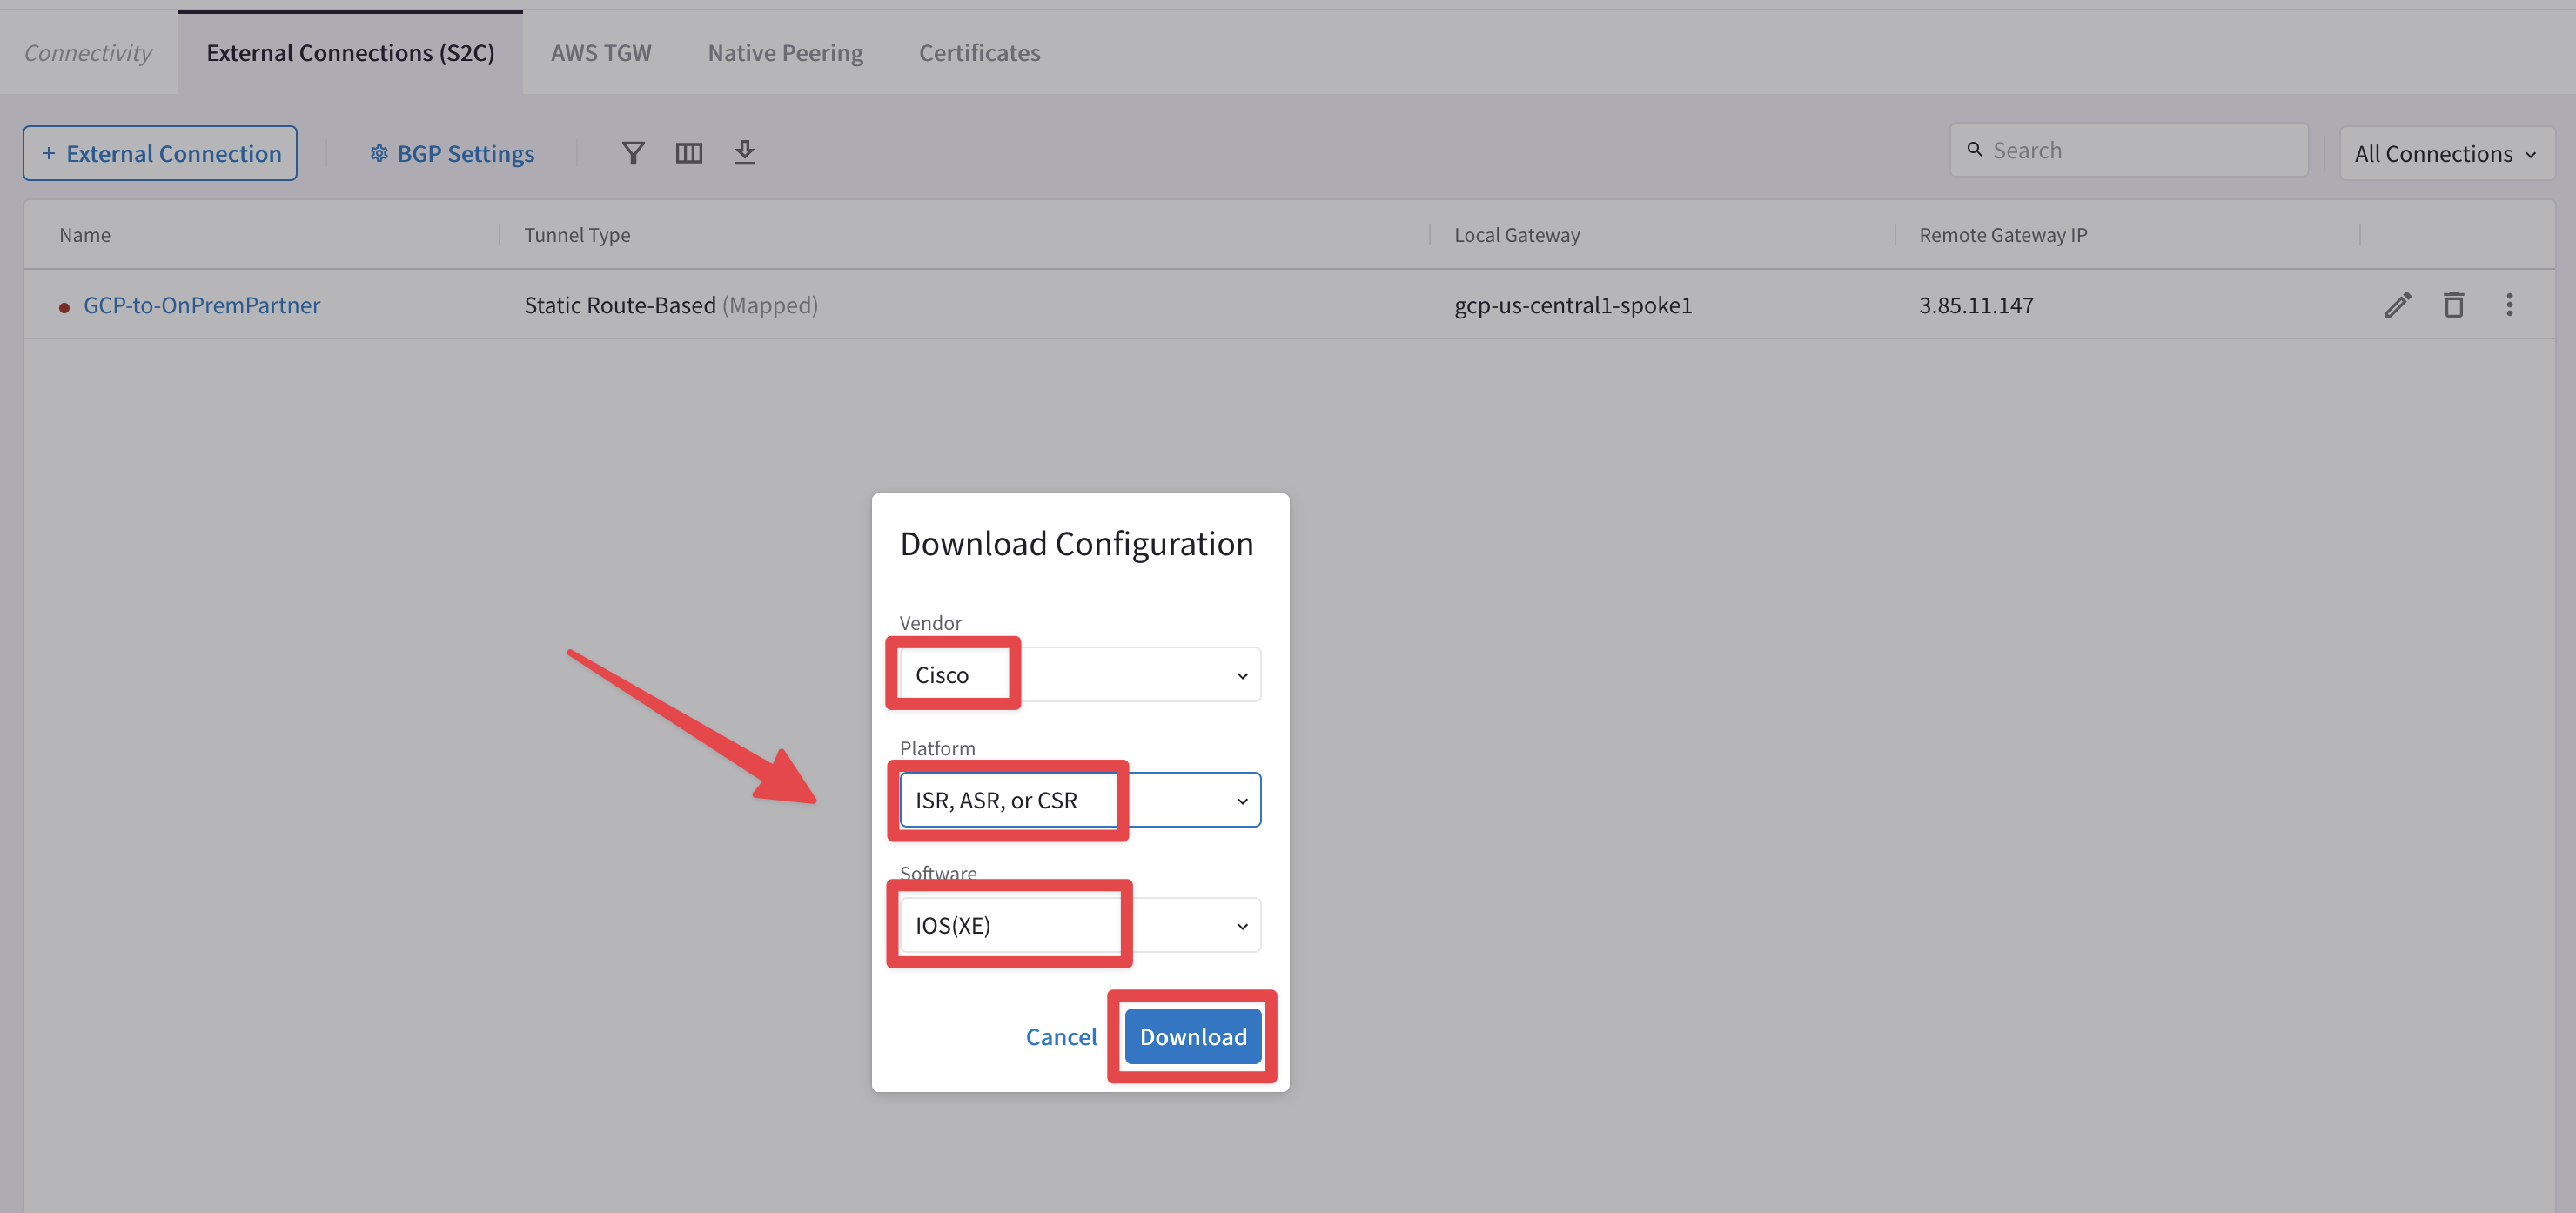 Connectivity
External Connections (S2C)
AWS TGW
Native Peering
Certificates
+ External Connection
BGP Settings
Search
All Connections
Name
Tunnel Type
Local Gateway
Remote Gateway IP
GCP-to-OnPremPartner
Static Route-Based (Mapped)
gcp-us-central1-spoke1
3.85.11.147
Download Configuration
Vendor
Cisco
Platform
ISR, ASR, or CSR
Software
IOS(XE)
Cancel
Download